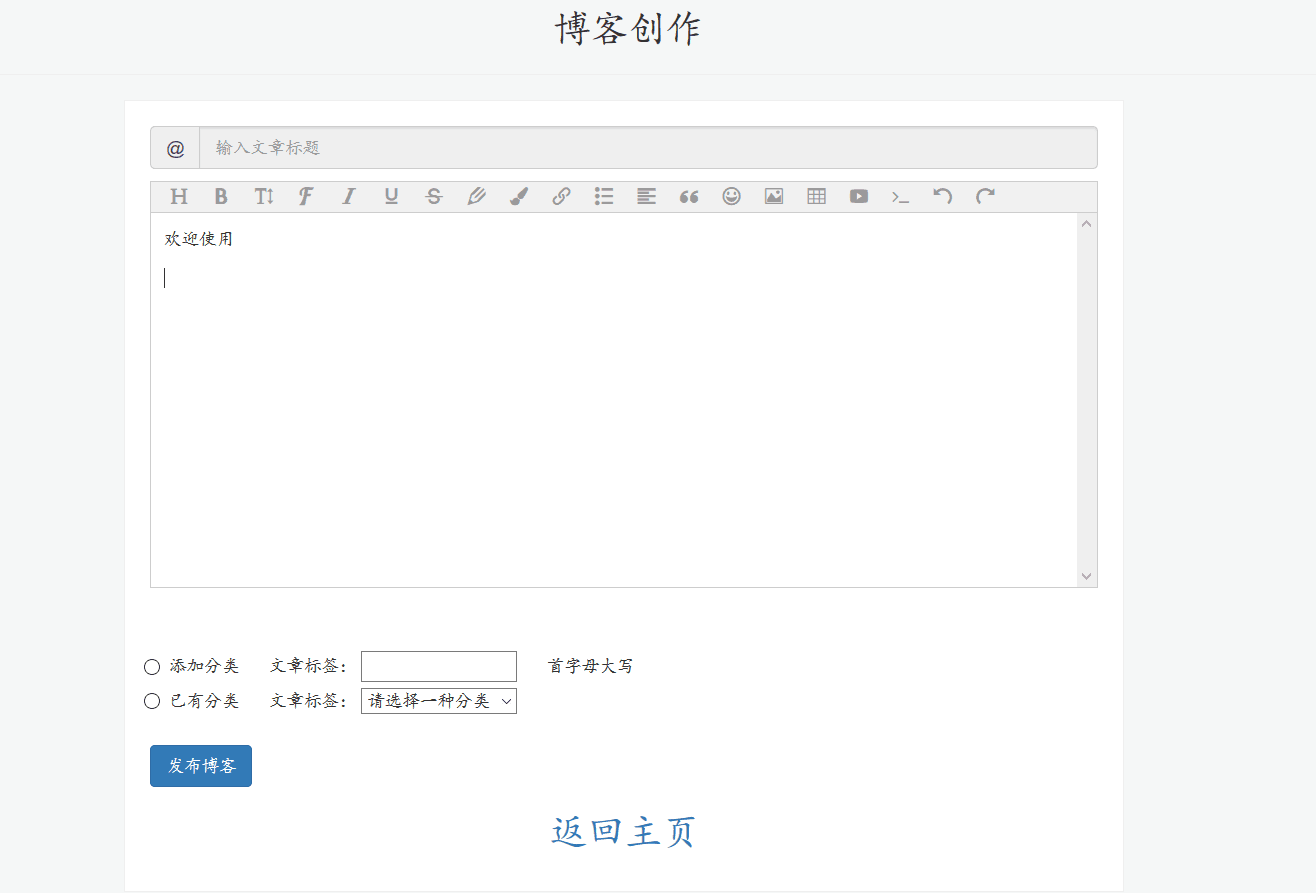 博客创作
@ 输入文章标题
H B T F I U S
欢迎使用
添加分类 文章标签： 首字母大写
已有分类 文章标签： 请选择一种分类
发布博客
返回主页